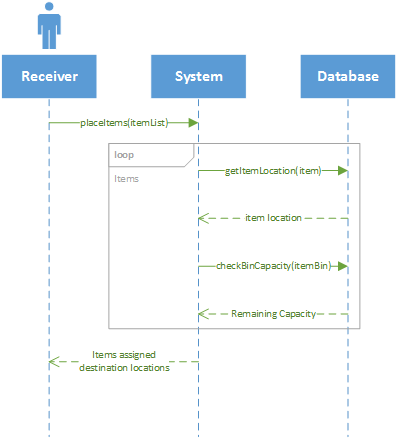 Receiver
System
Database
placeItems(itemList)
loop
Items
getItemLocation(item)
item location
checkBinCapacity(itemBin)
Remaining Capacity
Items assigned
destination locations